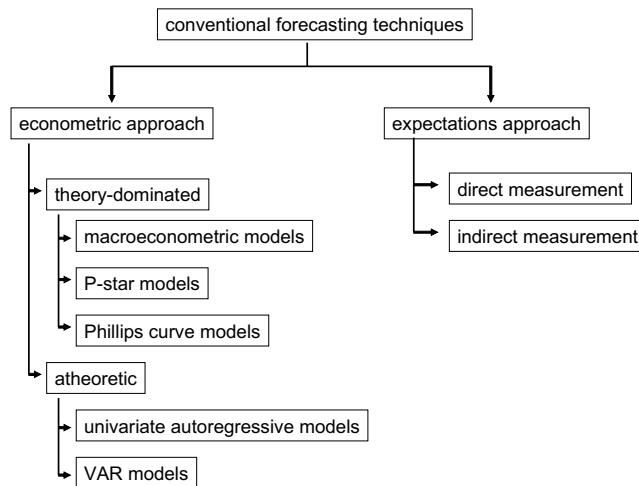 conventional forecasting techniques
econometric approach
expectations approach
theory-dominated
direct measurement
macroeconometric models
indirect measurement
P-star models
Phillips curve models
atheoretic
univariate autoregressive models
VAR models